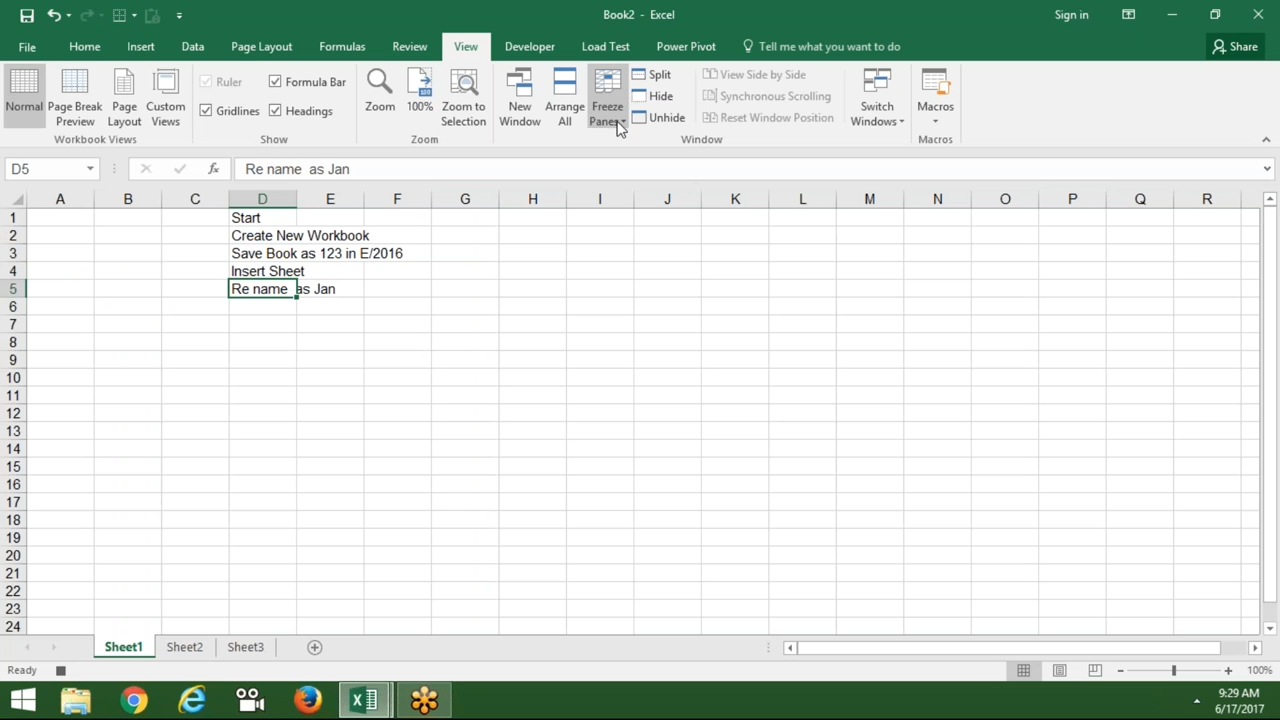 Book2 - Excel
Sign in
File Home Insert Data Page Layout Formulas Review View Developer Load Test Power Pivot Tell me what you want to do Share
Normal
Page Break Preview
Page Layout
Custom Views
Workbook Views
Ruler
Formula Bar
Gridlines
Headings
Show
Zoom
100%
Zoom to Selection
Zoom
New Window
Arrange All
Freeze Panes
Split
Hide
Unhide
View Side by Side
Synchronous Scrolling
Reset Window Position
Window
Switch Windows
Macros
Macros
D5
fx
Re name  as Jan
A B C D E F G H I J K L M N O P Q R
1 Start
2 Create New Workbook
3 Save Book as 123 in E/2016
4 Insert Sheet
5 Re name  as Jan
6
7
8
9
10
11
12
13
14
15
16
17
18
19
20
21
22
23
24
Sheet1 Sheet2 Sheet3
Ready
100%
9:29 AM
6/17/2017